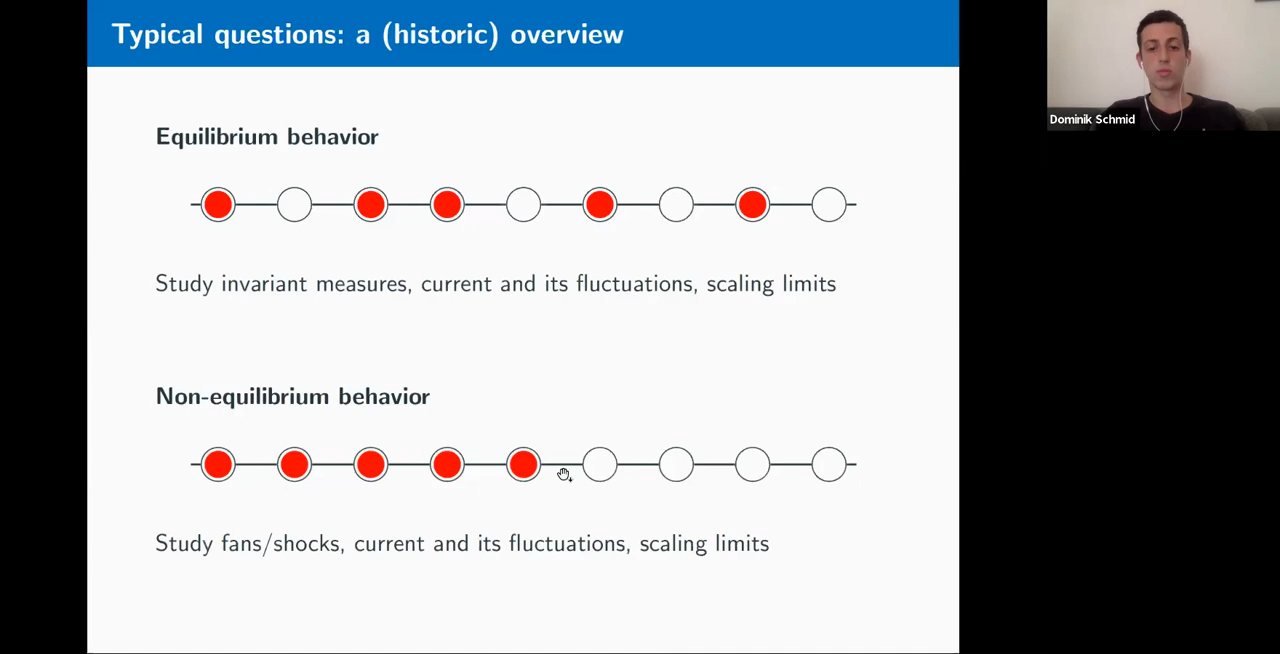 Typical questions: a (historic) overview
Equilibrium behavior
Study invariant measures, current and its fluctuations, scaling limits
Non-equilibrium behavior
Study fans/shocks, current and its fluctuations, scaling limits
Dominik Schmid